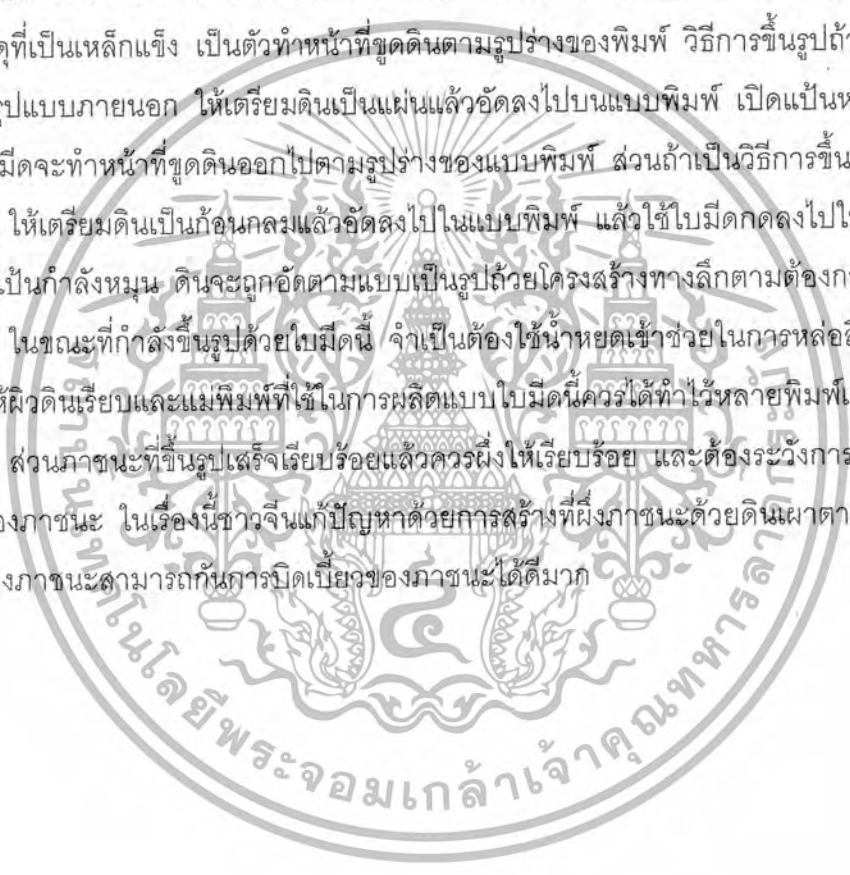 ดุที่เป็นเหล็กแข็ง เป็นตัวทำหน้าที่ขูดดินตามรูปร่างของพิมพ์ วิธีการขึ้นรูปถ้า
ูปแบบภายนอก ให้เตรียมดินเป็นแผ่นแล้วอัดลงไปบนแบบพิมพ์ เปิดแป้นห
มีดจะทำหน้าที่ขูดดินออกไปตามรูปร่างของแบบพิมพ์ ส่วนถ้าเป็นวิธีการขึ้น
ให้เตรียมดินเป็นก้อนกลมแล้วอัดลงไปในแบบพิมพ์ แล้วใช้ใบมีดกดลงไปใ
เป้นกำลังหมุน ดินจะถูกอัดตามแบบเป็นรูปถ้วยโครงสร้างทางลึกตามต้องก
ในขณะที่กำลังขึ้นรูปด้วยใบมีดนี้ จำเป็นต้องใช้น้ำหยดเข้าช่วยในการหล่อลื
ห้ผิวดินเรียบและแม่พิมพ์ที่ใช้ในการผลิตแบบใบมีดนี้ควรได้ทำไว้หลายพิมพ์เ
ส่วนภาชนะที่ขึ้นรูปเสร็จเรียบร้อยแล้วควรผึ่งให้เรียบร้อย และต้องระวังการ
องภาชนะ ในเรื่องนี้ชาวจีนแก้ปัญหาด้วยการสร้างที่ผึ่งภาชนะด้วยดินเผาตา
งภาชนะสามารถกันการบิดเบี้ยวของภาชนะได้ดีมาก
๔
คโนโลยีพระจอมเกล้าเจ้าคุณทหารลาดกระบัง